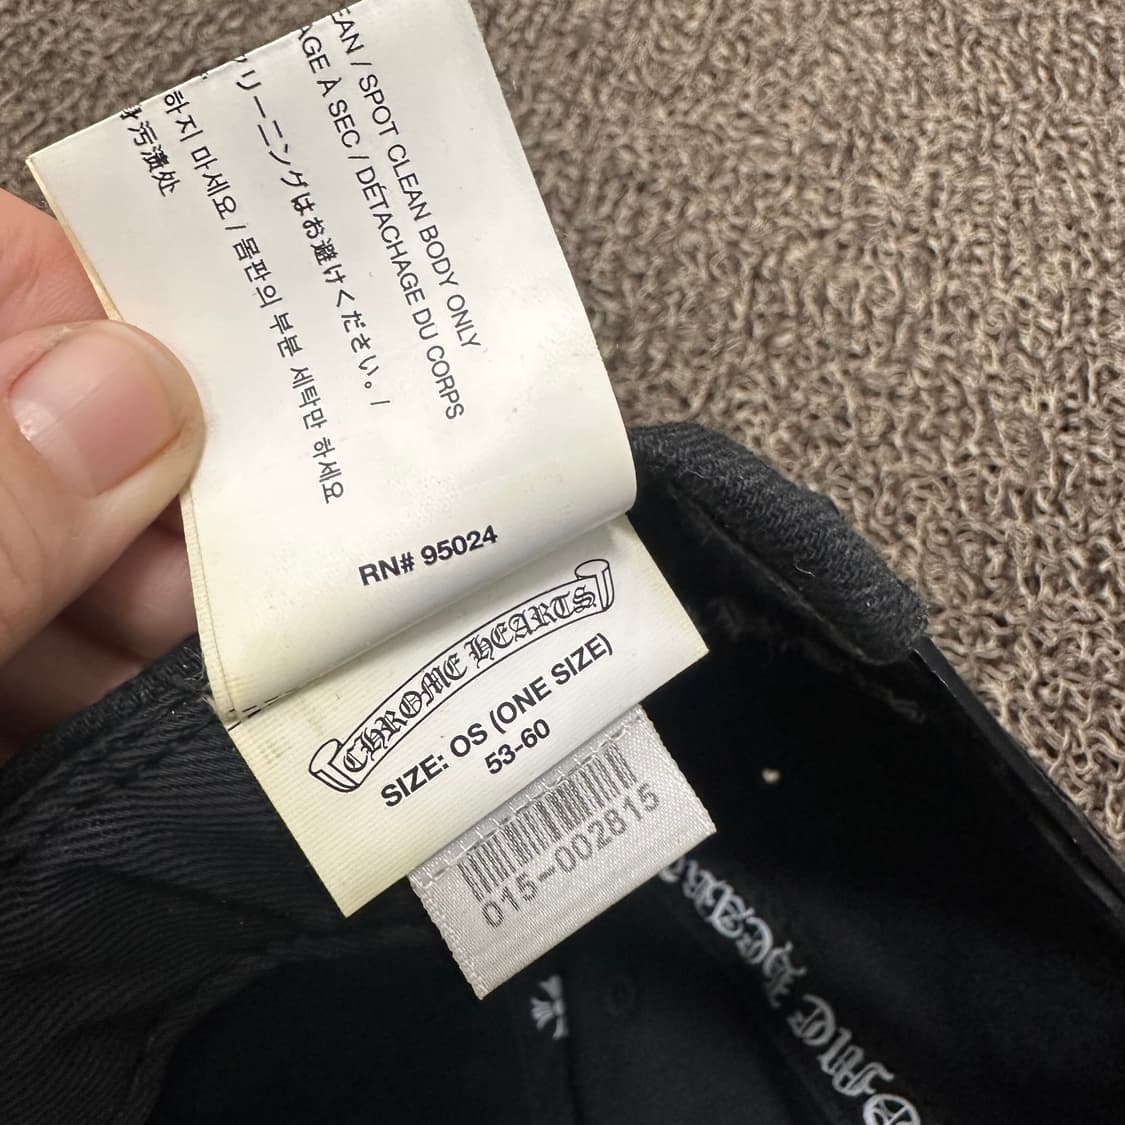 EAN / SPOT CLEAN BODY ONLY
AGE À SEC / DÉTACHAGE DU CORPS
リーニングはお避けください。/
하지 마세요 / 몸판의 부분 세탁만 하세요
污渍处
RN# 95024
CHROME HEARTS
SIZE: OS (ONE SIZE)
53-60
015-002815